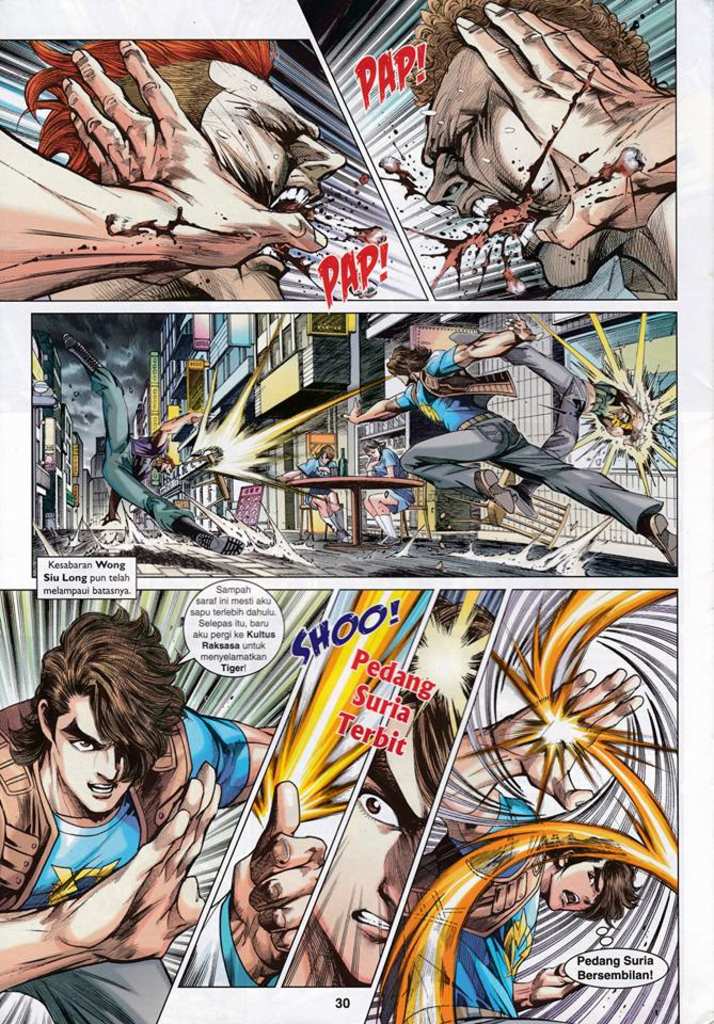 PAP!
PAP!
Kesabaran Wong
Siu Long pun telah
melampaui batasnya.
Sampah
saraf ini mesti aku
sapu terlebih dahulu.
Selepas itu, baru
aku pergi ke Kultus
Raksasa untuk
menyelamatkan
Tiger!
SHOO!
Pedang
Suria
Terbit
Pedang Suria
Bersembilan!
30